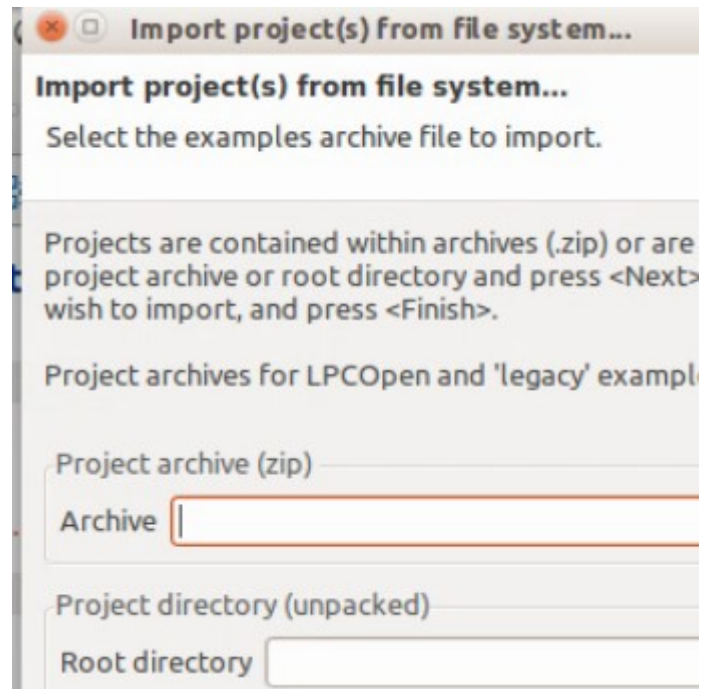 Import project(s) from file system...
Import project(s) from file system...
Select the examples archive file to import.
Projects are contained within archives (.zip) or are
project archive or root directory and press <Next>
wish to import, and press <Finish>.
Project archives for LPCOpen and 'legacy' exampl
Project archive (zip)
Archive
Project directory (unpacked)
Root directory